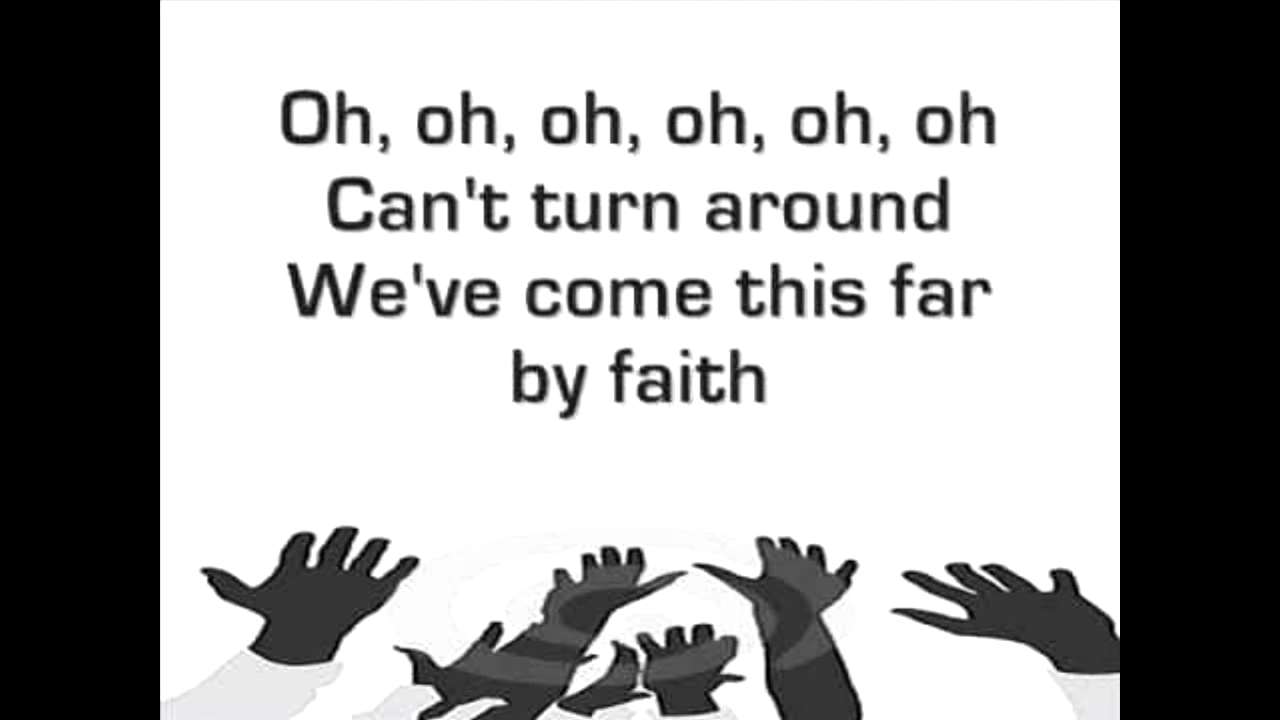 Oh, oh, oh, oh, oh, oh
Can't turn around
We've come this far
by faith